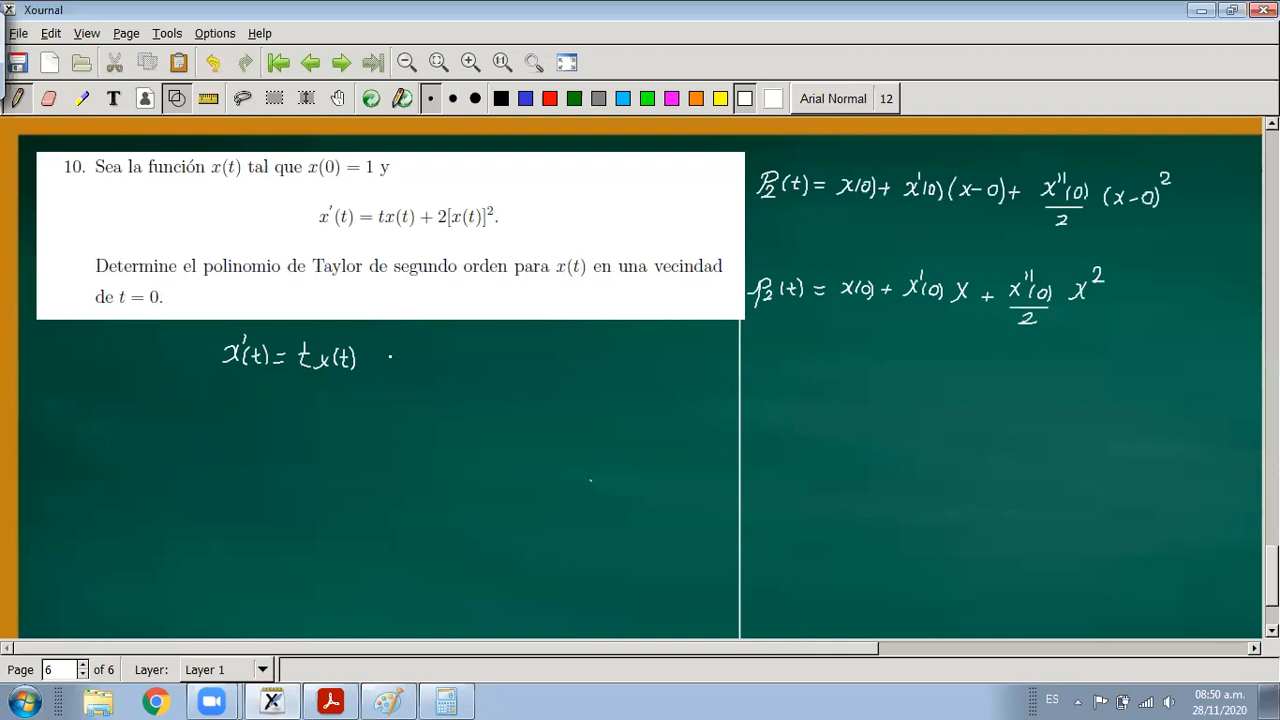 Xournal
File Edit View Page Tools Options Help
Arial Normal 12
10. Sea la función x(t) tal que x(0) = 1 y
x′(t) = tx(t) + 2[x(t)]².
Determine el polinomio de Taylor de segundo orden para x(t) en una vecindad
de t = 0.
x'(t) = t x(t)
P₂(t) = x(0) + x'(0)(x-0) + x''(0)/2 (x-0)²
p₂(t) = x(0) + x'(0) x + x''(0)/2 x²
Page 6 of 6 Layer: Layer 1
ES 08:50 a.m.
28/11/2020